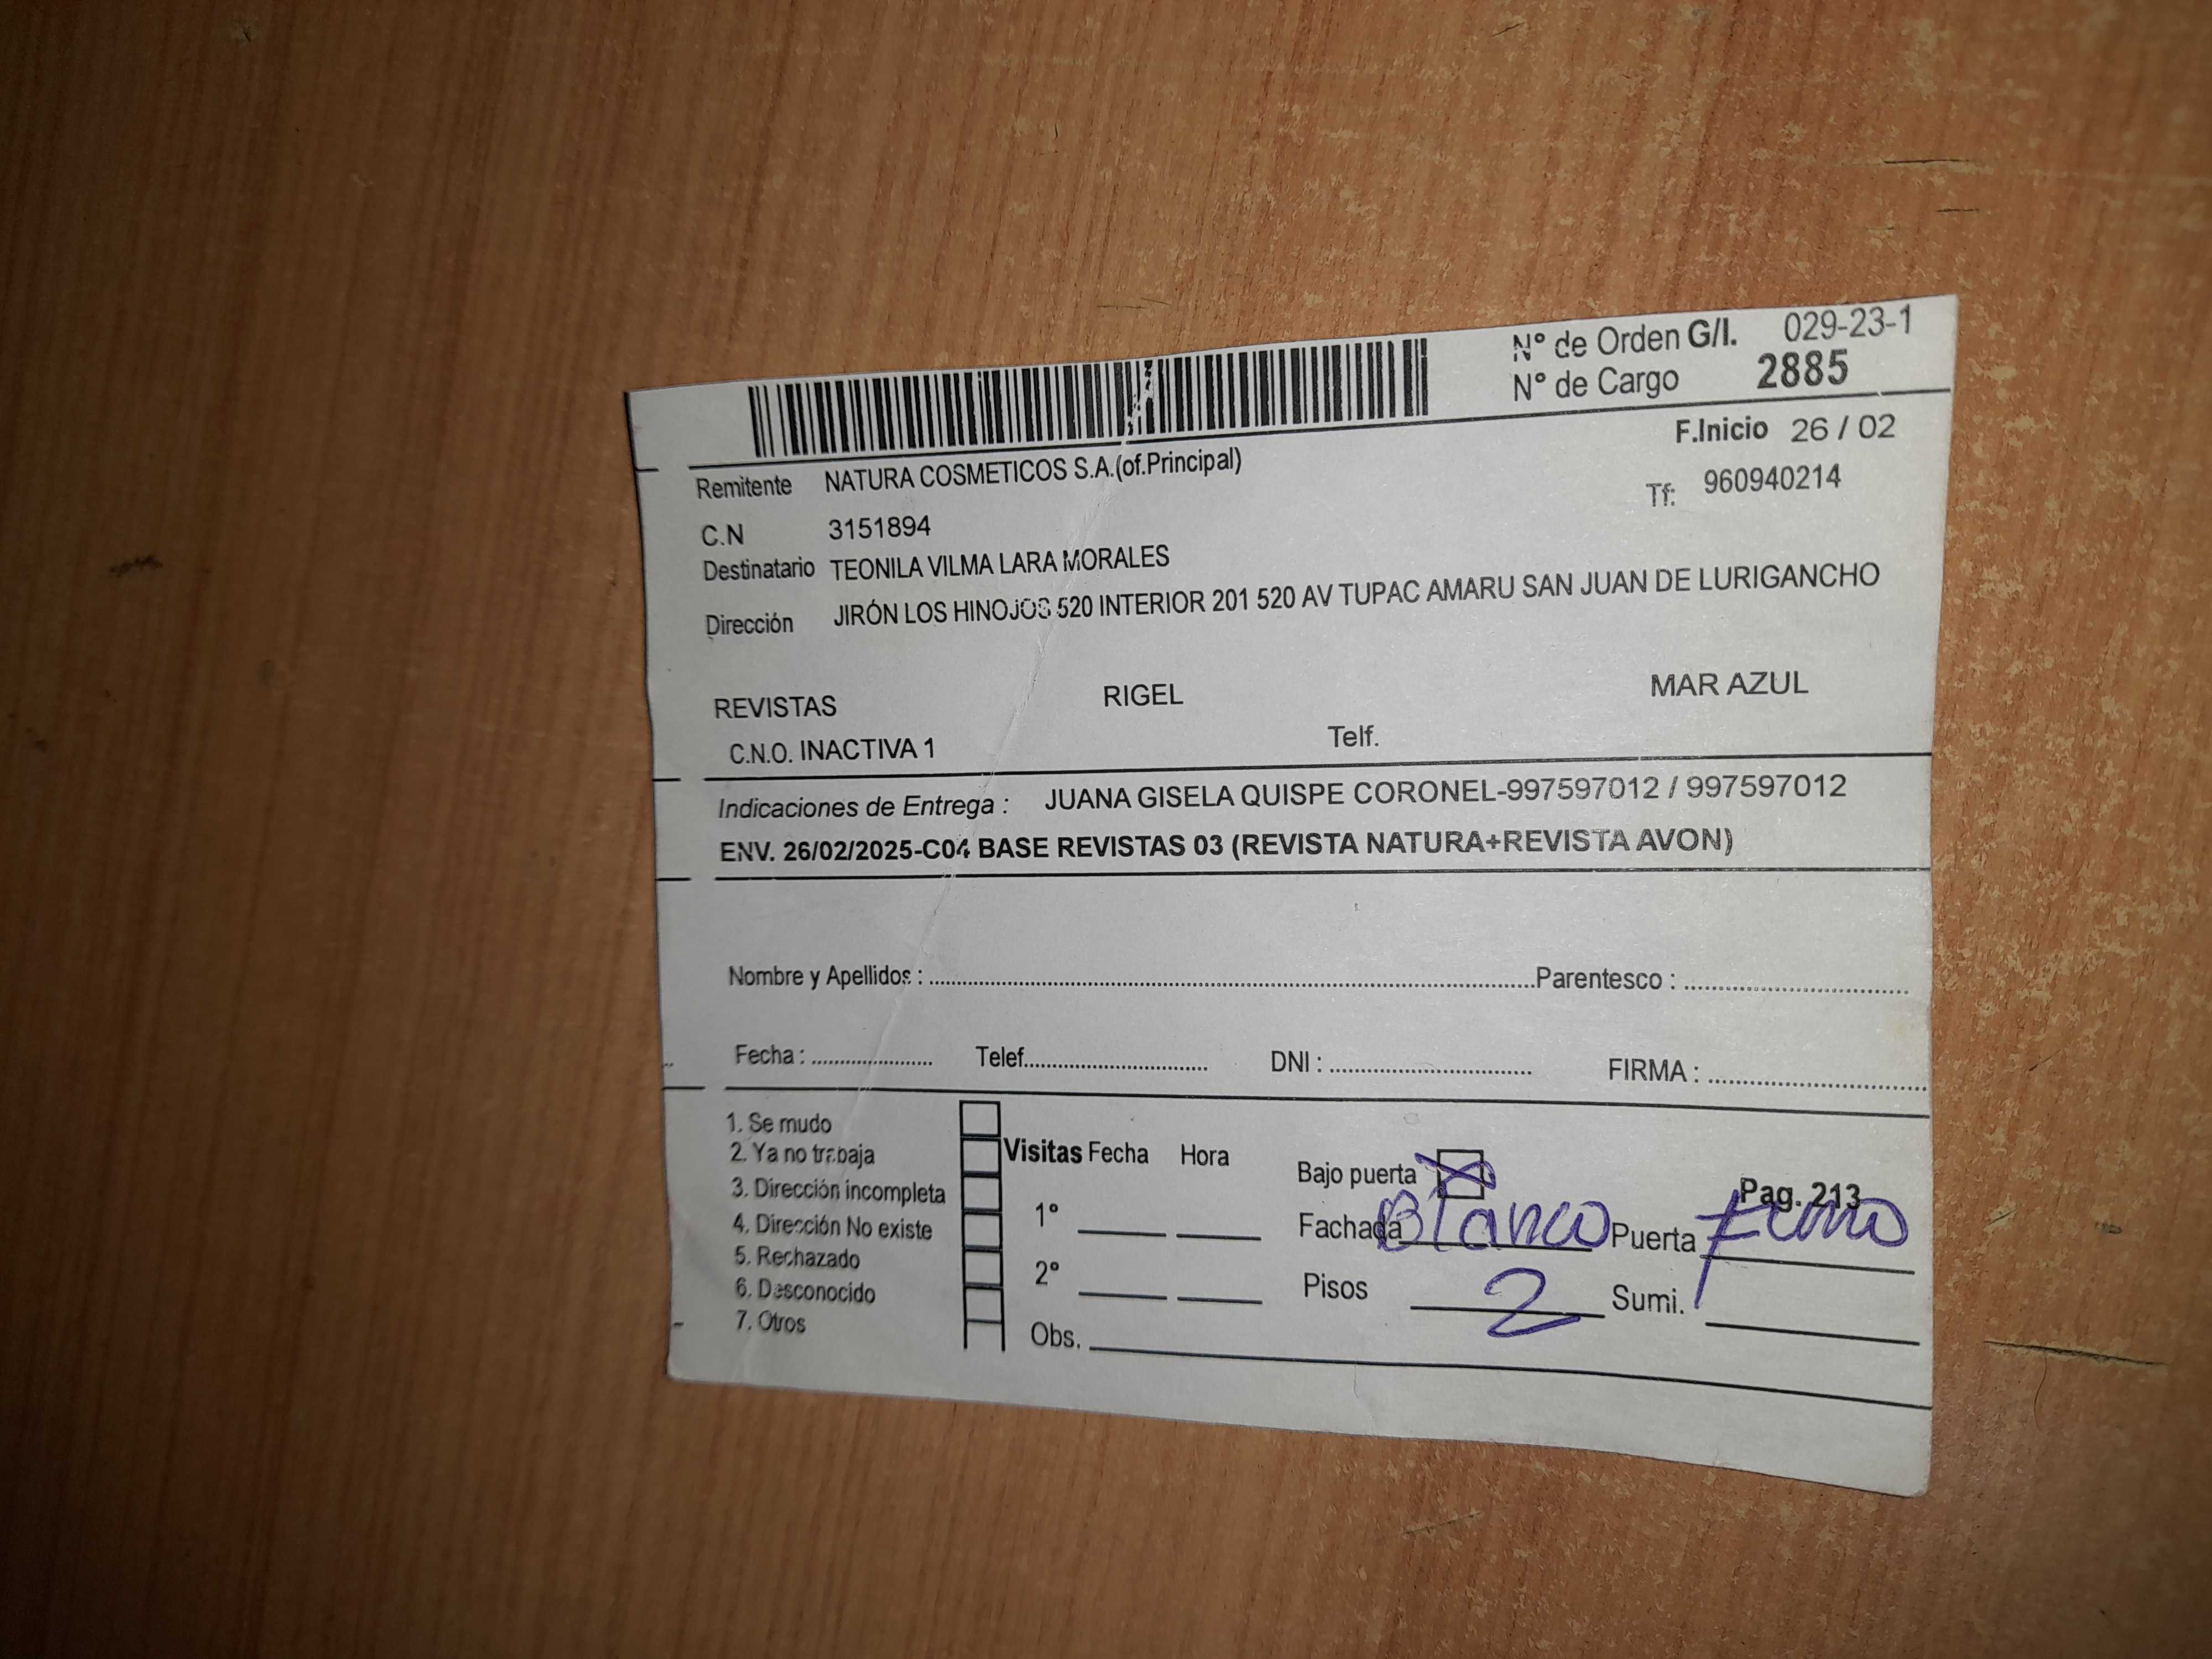 Nº de Orden G/I. 029-23-1
Nº de Cargo 2885
F.Inicio 26 / 02
Remitente NATURA COSMETICOS S.A.(of.Principal)
Tf: 960940214
C.N 3151894
Destinatario TEONILA VILMA LARA MORALES
Dirección JIRÓN LOS HINOJOS 520 INTERIOR 201 520 AV TUPAC AMARU SAN JUAN DE LURIGANCHO
REVISTAS RIGEL MAR AZUL
C.N.O. INACTIVA 1 Telf.
Indicaciones de Entrega : JUANA GISELA QUISPE CORONEL-997597012 / 997597012
ENV. 26/02/2025-C04 BASE REVISTAS 03 (REVISTA NATURA+REVISTA AVON)
Nombre y Apellidos : Parentesco :
Fecha : Telef. DNI : FIRMA :
1. Se mudo
2. Ya no trabaja
3. Dirección incompleta
4. Dirección No existe
5. Rechazado
6. Desconocido
7. Otros
Visitas Fecha Hora
1º
2º
Obs.
Bajo puerta
Pag. 213
Fachada Blanco Puerta
Pisos 2 Sumi.